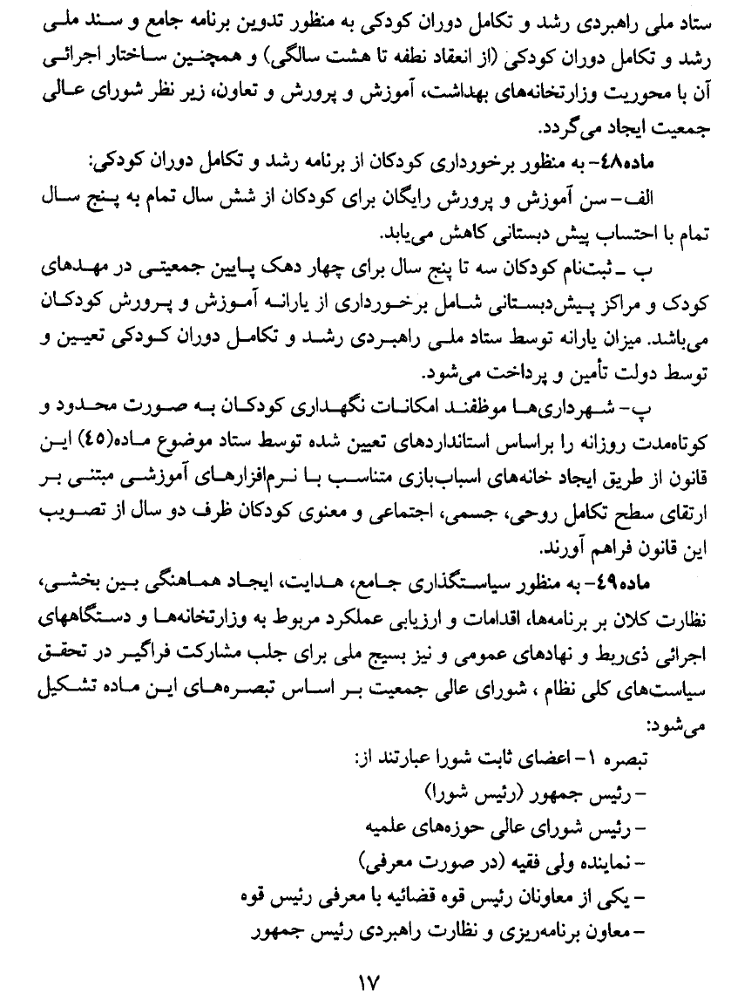 ستاد ملی راهبردی رشد و تکامل دوران کودکی به منظور تدوین برنامه جامع و سند ملی
رشد و تکامل دوران کودکی (از انعقاد نطفه تا هشت سالگی) و همچنین ساختار اجرائی
آن با محوریت وزارتخانه‌های بهداشت، آموزش و پرورش و تعاون، زیر نظر شورای عالی
جمعیت ایجاد می‌گردد.
ماده۴۸- به منظور برخورداری کودکان از برنامه رشد و تکامل دوران کودکی:
الف- سن آموزش و پرورش رایگان برای کودکان از شش سال تمام به پنج سال
تمام با احتساب پیش دبستانی کاهش می‌یابد.
ب - ثبت‌نام کودکان سه تا پنج سال برای چهار دهک پایین جمعیتی در مهدهای
کودک و مراکز پیش‌دبستانی شامل برخورداری از یارانه آموزش و پرورش کودکان
می‌باشد. میزان یارانه توسط ستاد ملی راهبردی رشد و تکامل دوران کودکی تعیین و
توسط دولت تأمین و پرداخت می‌شود.
پ- شهرداری‌ها موظفند امکانات نگهداری کودکان به صورت محدود و
کوتاه‌مدت روزانه را براساس استانداردهای تعیین شده توسط ستاد موضوع ماده(۴۵) این
قانون از طریق ایجاد خانه‌های اسباب‌بازی متناسب با نرم‌افزارهای آموزشی مبتنی بر
ارتقای سطح تکامل روحی، جسمی، اجتماعی و معنوی کودکان ظرف دو سال از تصویب
این قانون فراهم آورند.
ماده۴۹- به منظور سیاستگذاری جامع، هدایت، ایجاد هماهنگی بین بخشی،
نظارت کلان بر برنامه‌ها، اقدامات و ارزیابی عملکرد مربوط به وزارتخانه‌ها و دستگاههای
اجرائی ذی‌ربط و نهادهای عمومی و نیز بسیج ملی برای جلب مشارکت فراگیر در تحقق
سیاست‌های کلی نظام ، شورای عالی جمعیت بر اساس تبصره‌های این ماده تشکیل
می‌شود:
تبصره ۱- اعضای ثابت شورا عبارتند از:
- رئیس جمهور (رئیس شورا)
- رئیس شورای عالی حوزه‌های علمیه
- نماینده ولی فقیه (در صورت معرفی)
- یکی از معاونان رئیس قوه قضائیه با معرفی رئیس قوه
- معاون برنامه‌ریزی و نظارت راهبردی رئیس جمهور
۱۷